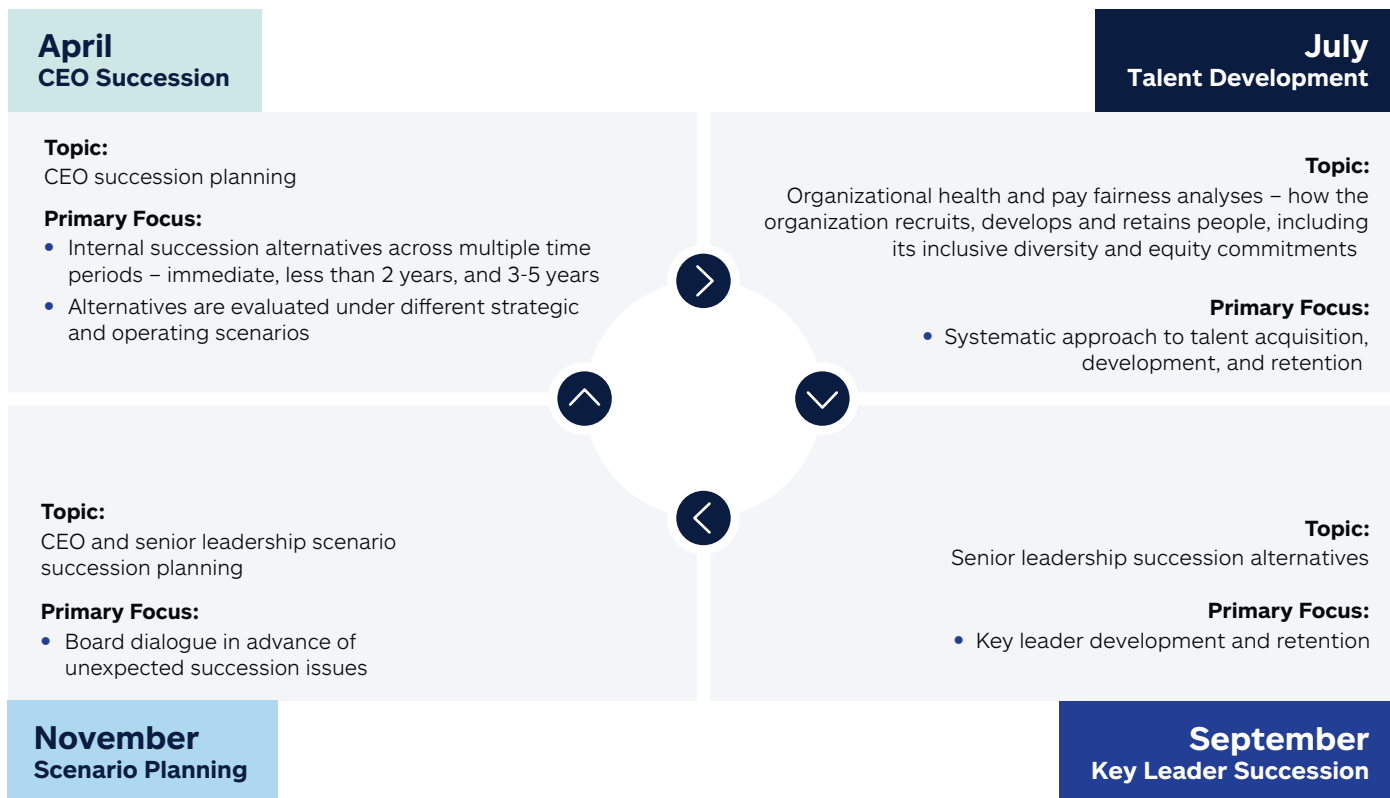 April
CEO Succession
Topic:
CEO succession planning
Primary Focus:
• Internal succession alternatives across multiple time
periods – immediate, less than 2 years, and 3-5 years
• Alternatives are evaluated under different strategic
and operating scenarios
July
Talent Development
Topic:
Organizational health and pay fairness analyses – how the
organization recruits, develops and retains people, including
its inclusive diversity and equity commitments
Primary Focus:
• Systematic approach to talent acquisition,
development, and retention
Topic:
CEO and senior leadership scenario
succession planning
Primary Focus:
• Board dialogue in advance of
unexpected succession issues
November
Scenario Planning
Topic:
Senior leadership succession alternatives
Primary Focus:
• Key leader development and retention
September
Key Leader Succession